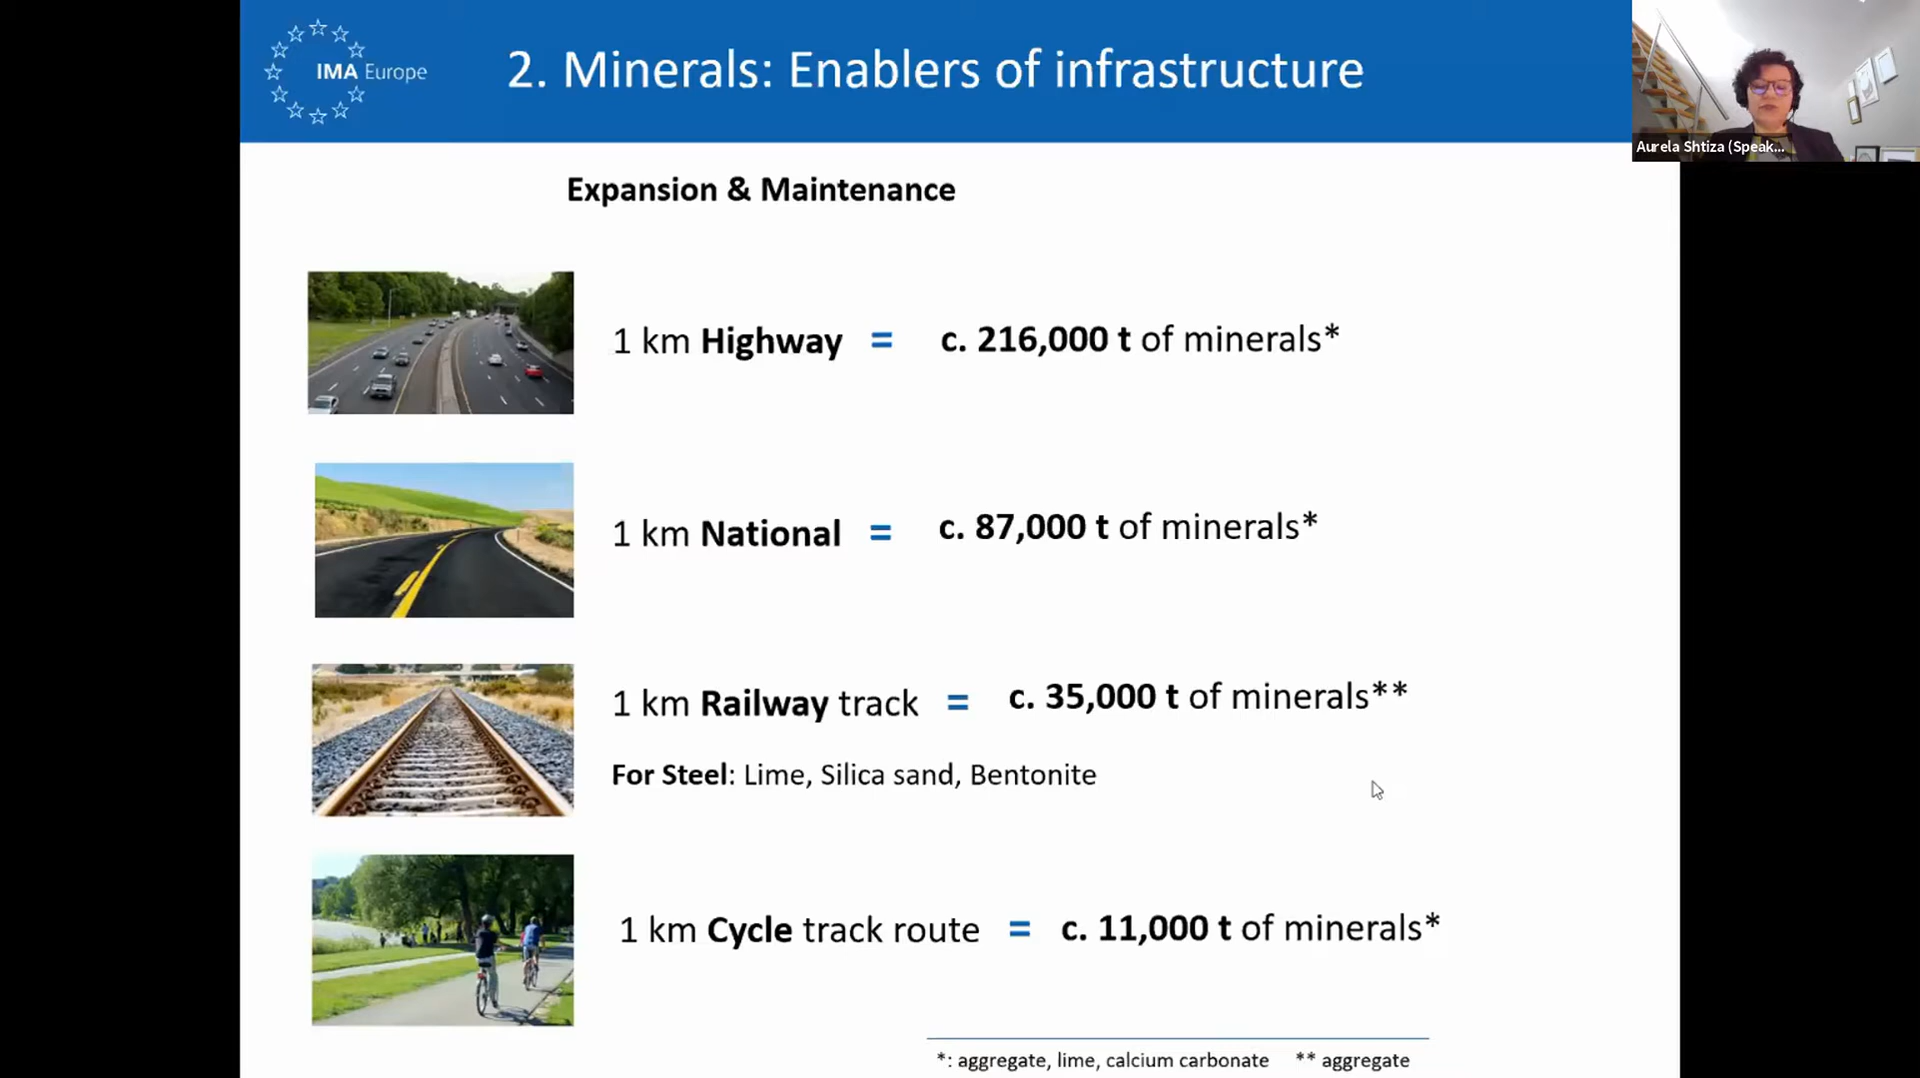 IMA Europe
2. Minerals: Enablers of infrastructure
Aurela Shtiza (Speak...
Expansion & Maintenance
1 km Highway = c. 216,000 t of minerals*
1 km National = c. 87,000 t of minerals*
1 km Railway track = c. 35,000 t of minerals**
For Steel: Lime, Silica sand, Bentonite
1 km Cycle track route = c. 11,000 t of minerals*
*: aggregate, lime, calcium carbonate ** aggregate